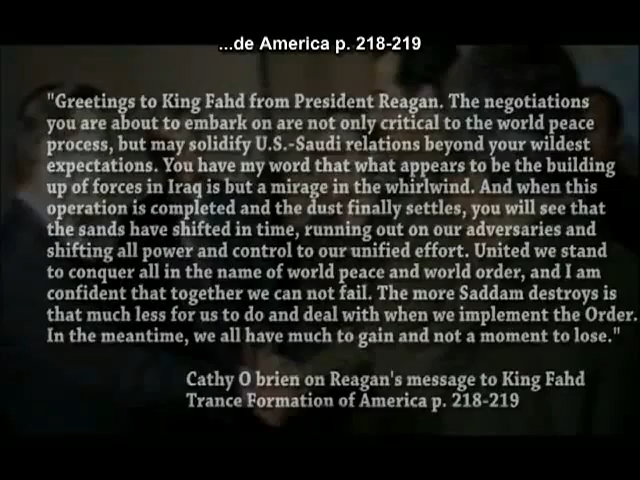 ...de America p. 218-219
"Greetings to King Fahd from President Reagan. The negotiations
you are about to embark on are not only critical to the world peace
process, but may solidify U.S.-Saudi relations beyond your wildest
expectations. You have my word that what appears to be the building
up of forces in Iraq is but a mirage in the whirlwind. And when this
operation is completed and the dust finally settles, you will see that
the sands have shifted in time, running out on our adversaries and
shifting all power and control to our unified effort. United we stand
to conquer all in the name of world peace and world order, and I am
confident that together we can not fail. The more Saddam destroys is
that much less for us to do and deal with when we implement the Order.
In the meantime, we all have much to gain and not a moment to lose."
Cathy O brien on Reagan's message to King Fahd
Trance Formation of America p. 218-219